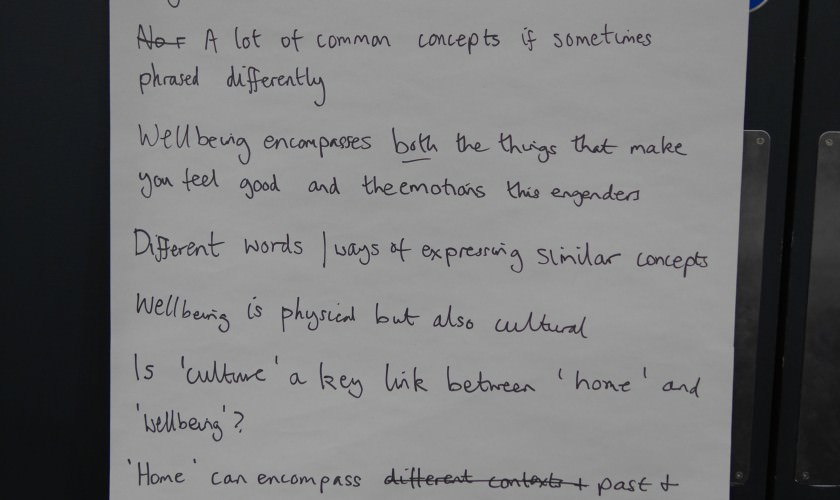 No r A lot of common concepts if sometimes
phrased differently
Wellbeing encompasses both the things that make
you feel good and the emotions this engenders
Different words / ways of expressing similar concepts
Wellbeing is physical but also cultural
Is 'culture' a key link between 'home' and
'wellbeing'?
'Home' can encompass different contexts + past +